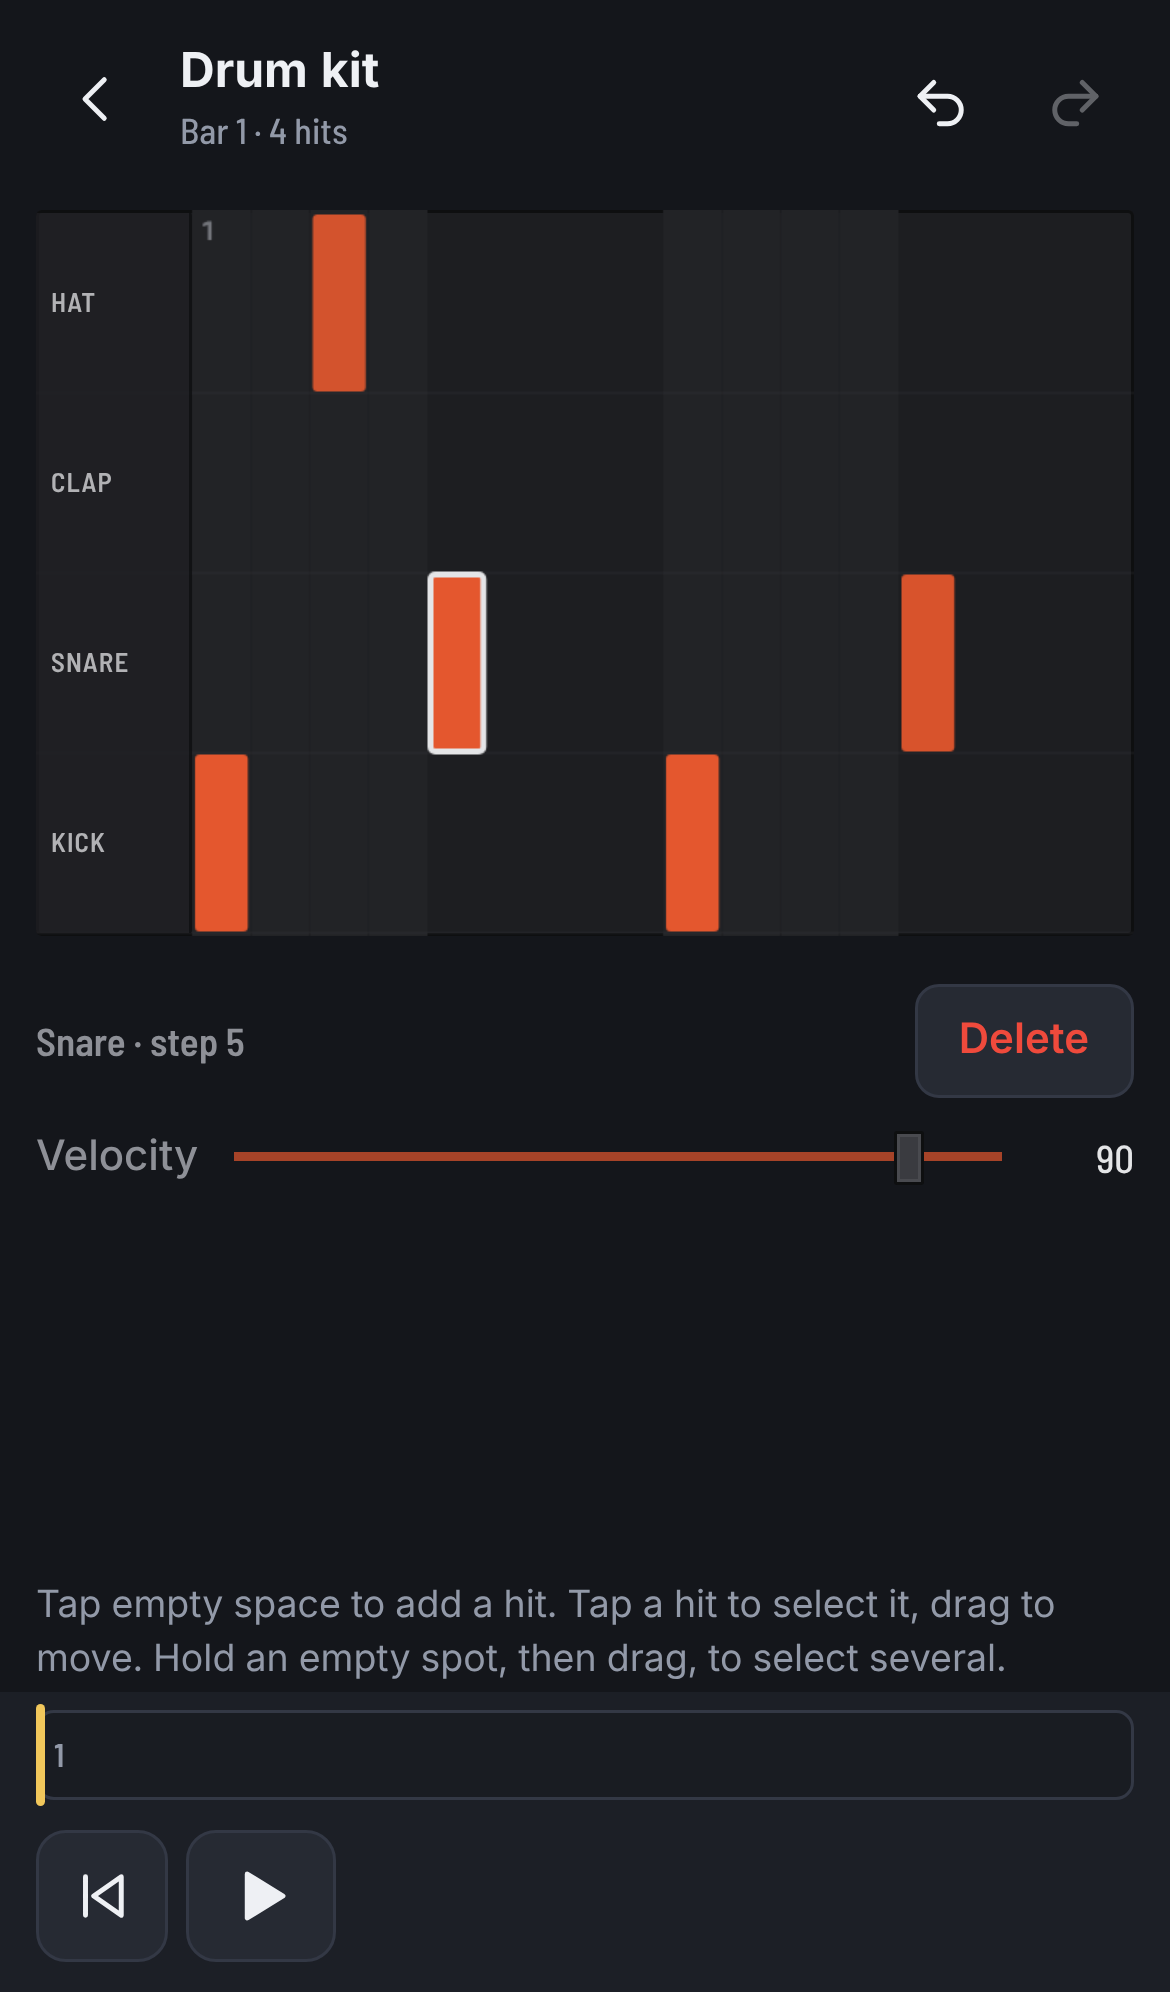 Drum kit
Bar 1 · 4 hits
1
HAT
CLAP
SNARE
KICK
Snare · step 5
Delete
Velocity
90
Tap empty space to add a hit. Tap a hit to select it, drag to
move. Hold an empty spot, then drag, to select several.
1